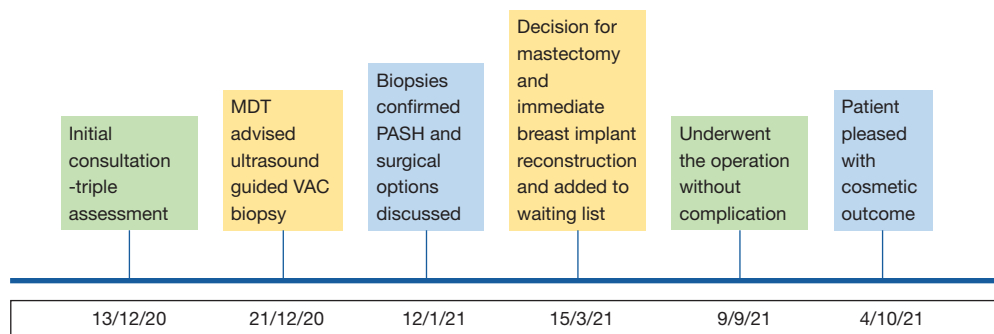 Initial
consultation
-triple
assessment
MDT
advised
ultrasound
guided VAC
biopsy
Biopsies
confirmed
PASH and
surgical
options
discussed
Decision for
mastectomy
and
immediate
breast implant
reconstruction
and added to
waiting list
Underwent
the operation
without
complication
Patient
pleased
with
cosmetic
outcome
13/12/20 21/12/20 12/1/21 15/3/21 9/9/21 4/10/21